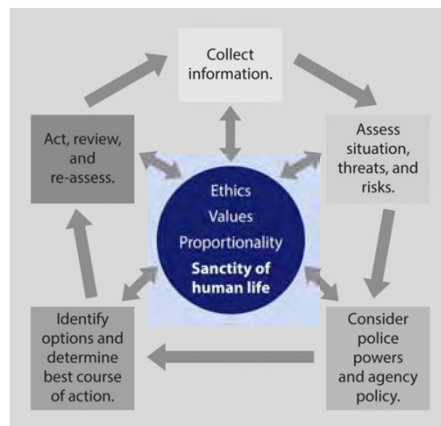 Collect
information.
Assess
situation,
threats, and
risks.
Consider
police
powers
and agency
policy.
Identify
options and
determine
best course
of action.
Act, review,
and
re-assess.
Ethics
Values
Proportionality
Sanctity of
human life